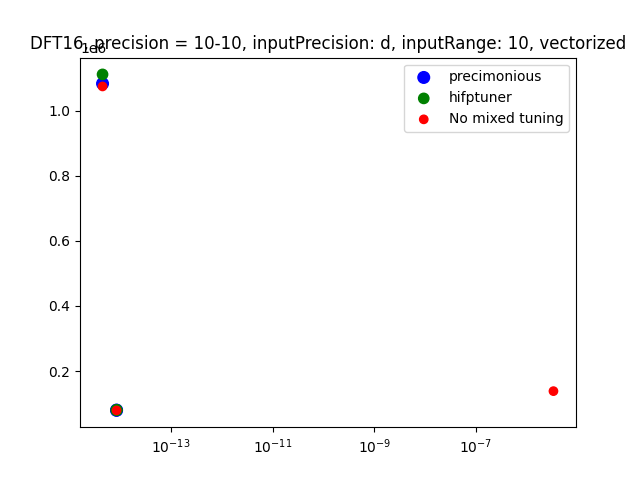 DFT16, precision = 10-10, inputPrecision: d, inputRange: 10, vectorized
1e6
precimonious
hifptuner
No mixed tuning
1.0
0.8
0.6
0.4
0.2
10⁻¹³ 10⁻¹¹ 10⁻⁹ 10⁻⁷